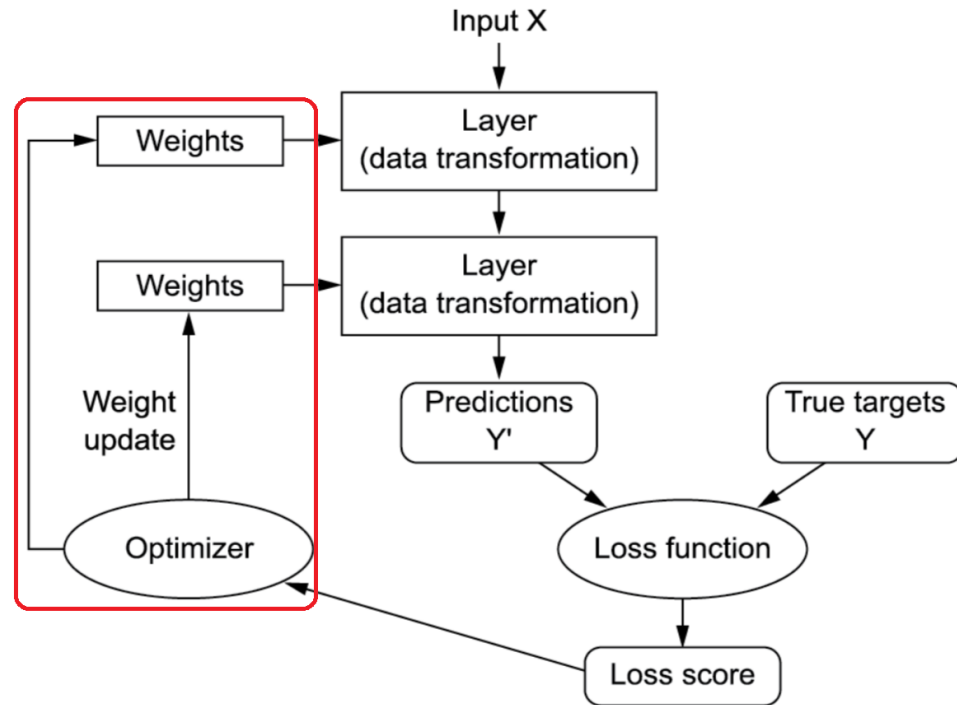 Input X
Weights
Layer
(data transformation)
Weights
Layer
(data transformation)
Weight
update
Predictions
Y'
True targets
Y
Optimizer
Loss function
Loss score